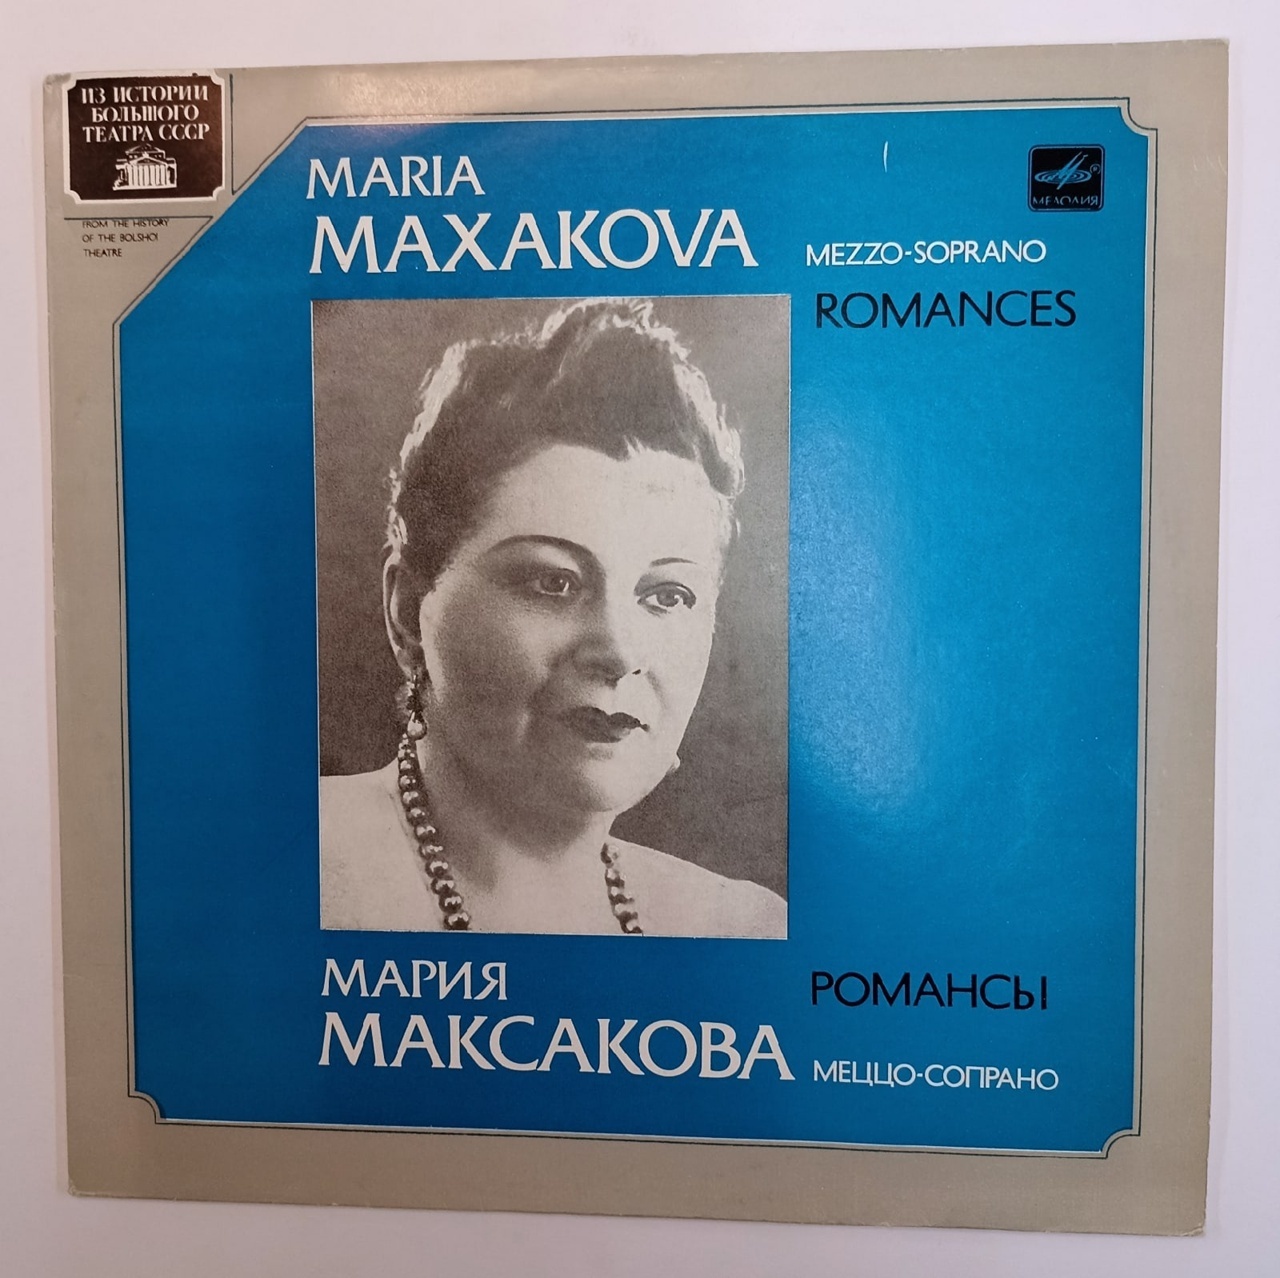 ИЗ ИСТОРИИ
БОЛЬШОГО
ТЕАТРА СССР
FROM THE HISTORY
OF THE BOLSHOI
THEATRE
MARIA
MAXAKOVA
MEZZO-SOPRANO
ROMANCES
МЕЛОДИЯ
МАРИЯ
МАКСАКОВА
РОМАНСЫ
МЕЦЦО-СОПРАНО